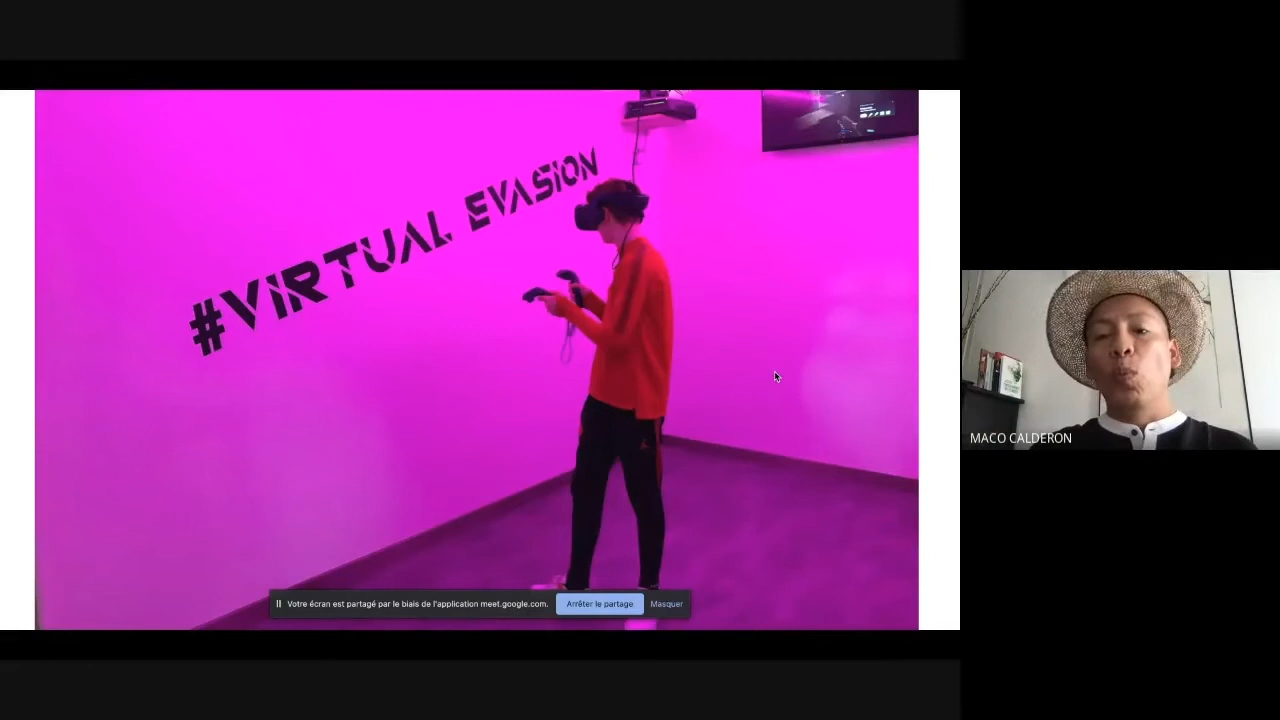 #VIRTUAL EVASION
Votre écran est partagé par le biais de l'application meet.google.com.
Arrêter le partage
Masquer
MACO CALDERON